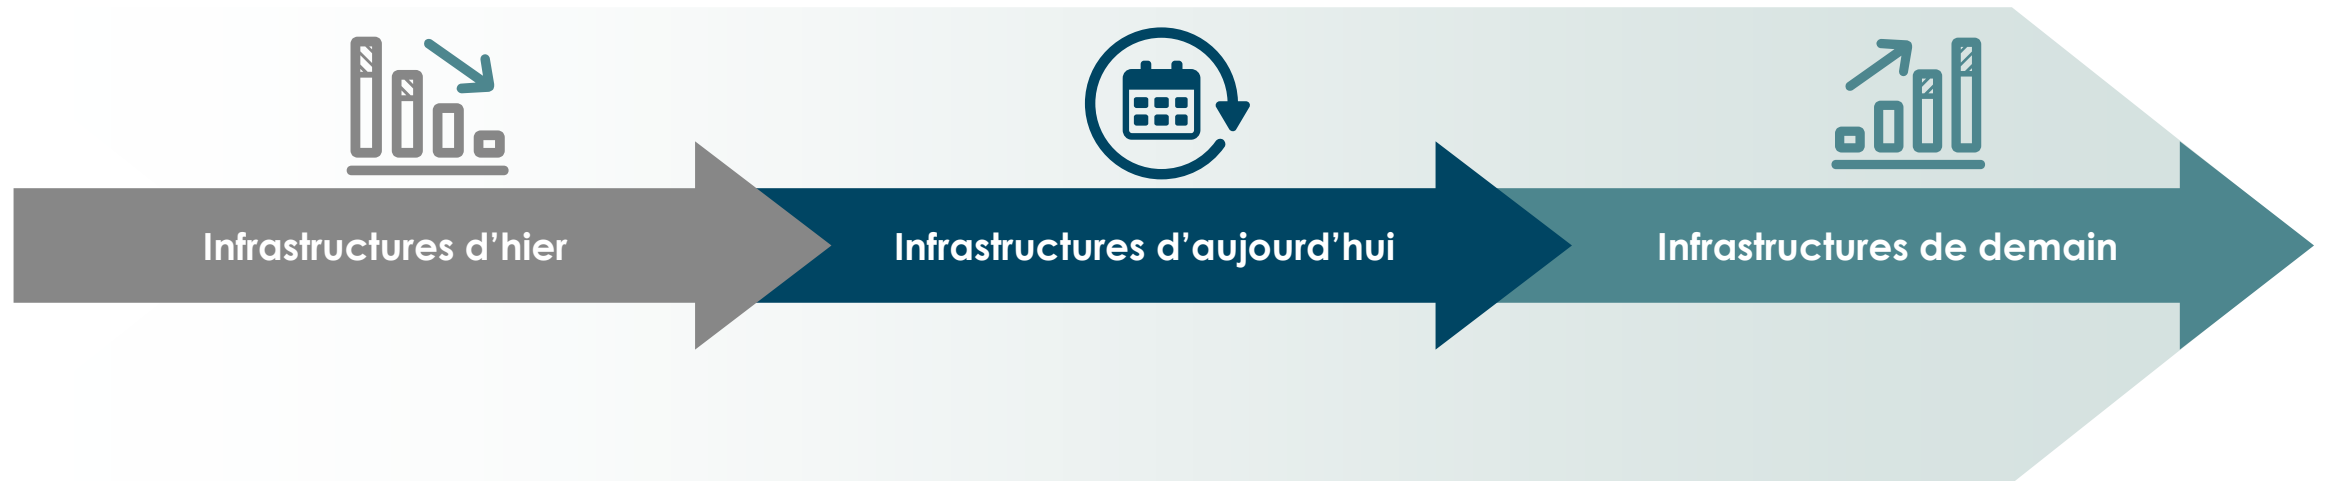 Infrastructures d’hier
Infrastructures d’aujourd’hui
Infrastructures de demain